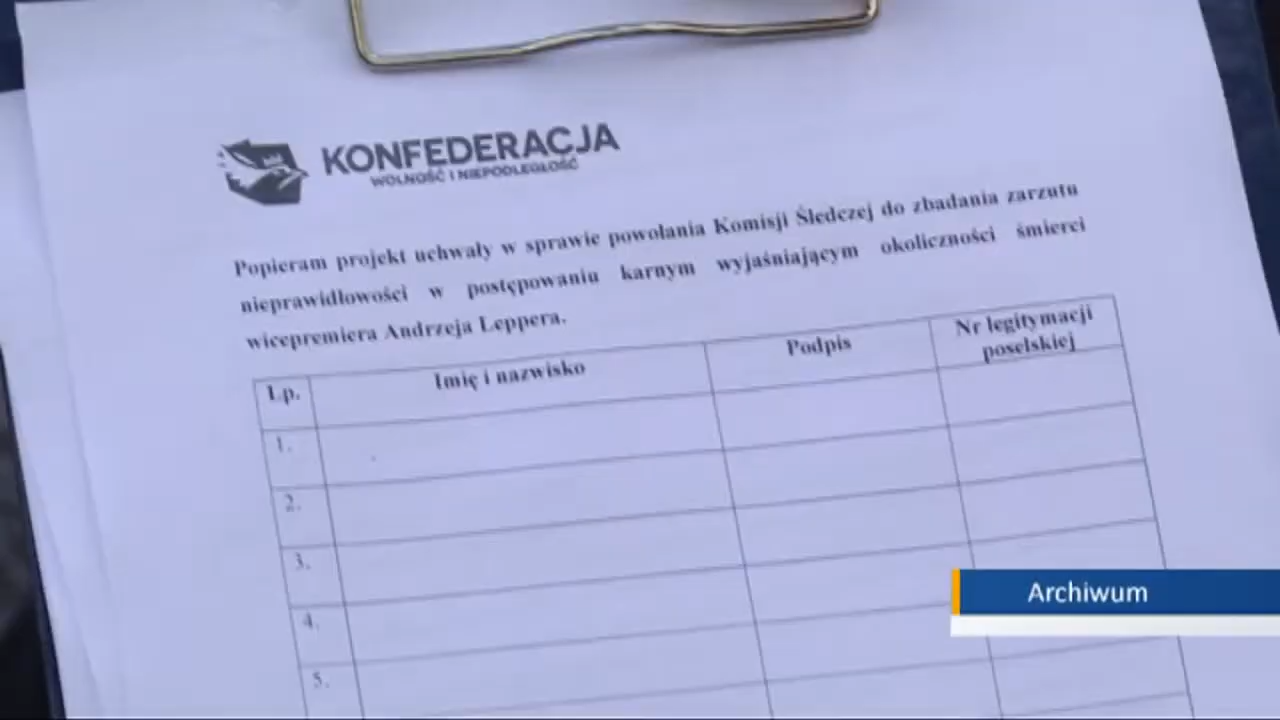 KONFEDERACJA
WOLNOŚĆ I NIEPODLEGŁOŚĆ
Popieram projekt uchwały w sprawie powołania Komisji Śledczej do zbadania zarzutu
nieprawidłowości w postępowaniu karnym wyjaśniającym okoliczności śmierci
wicepremiera Andrzeja Leppera.
Lp. Imię i nazwisko Podpis Nr legitymacji
poselskiej
1.
2.
3.
4.
5.
Archiwum